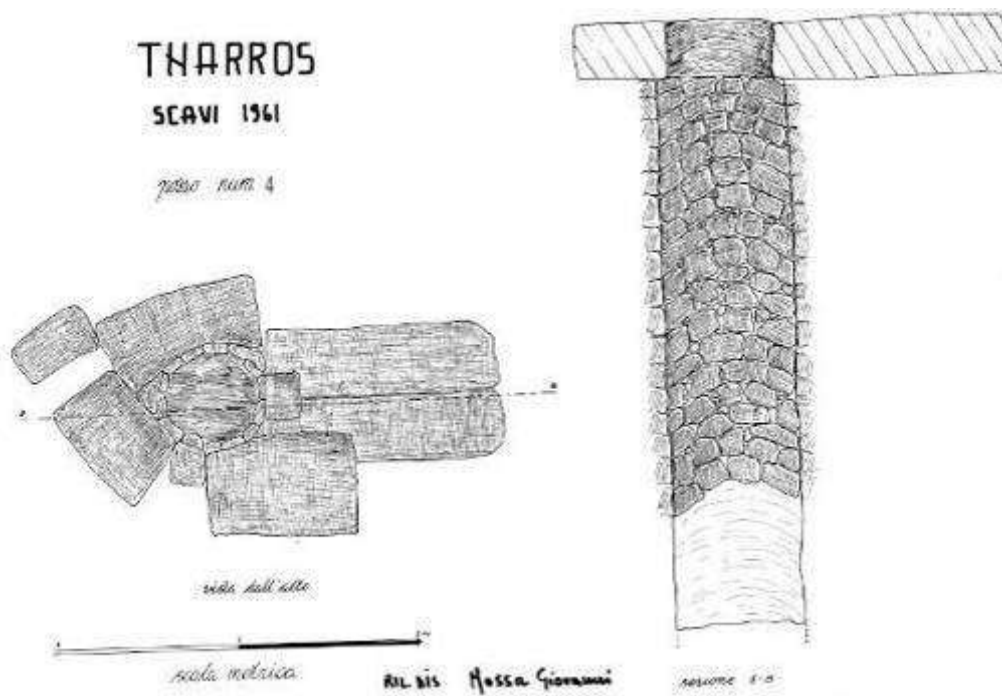 THARROS
SCAVI 1961
pozzo num 4
vista dall'alto
scala metrica
RIL DIS Mossa Giovanni
sezione